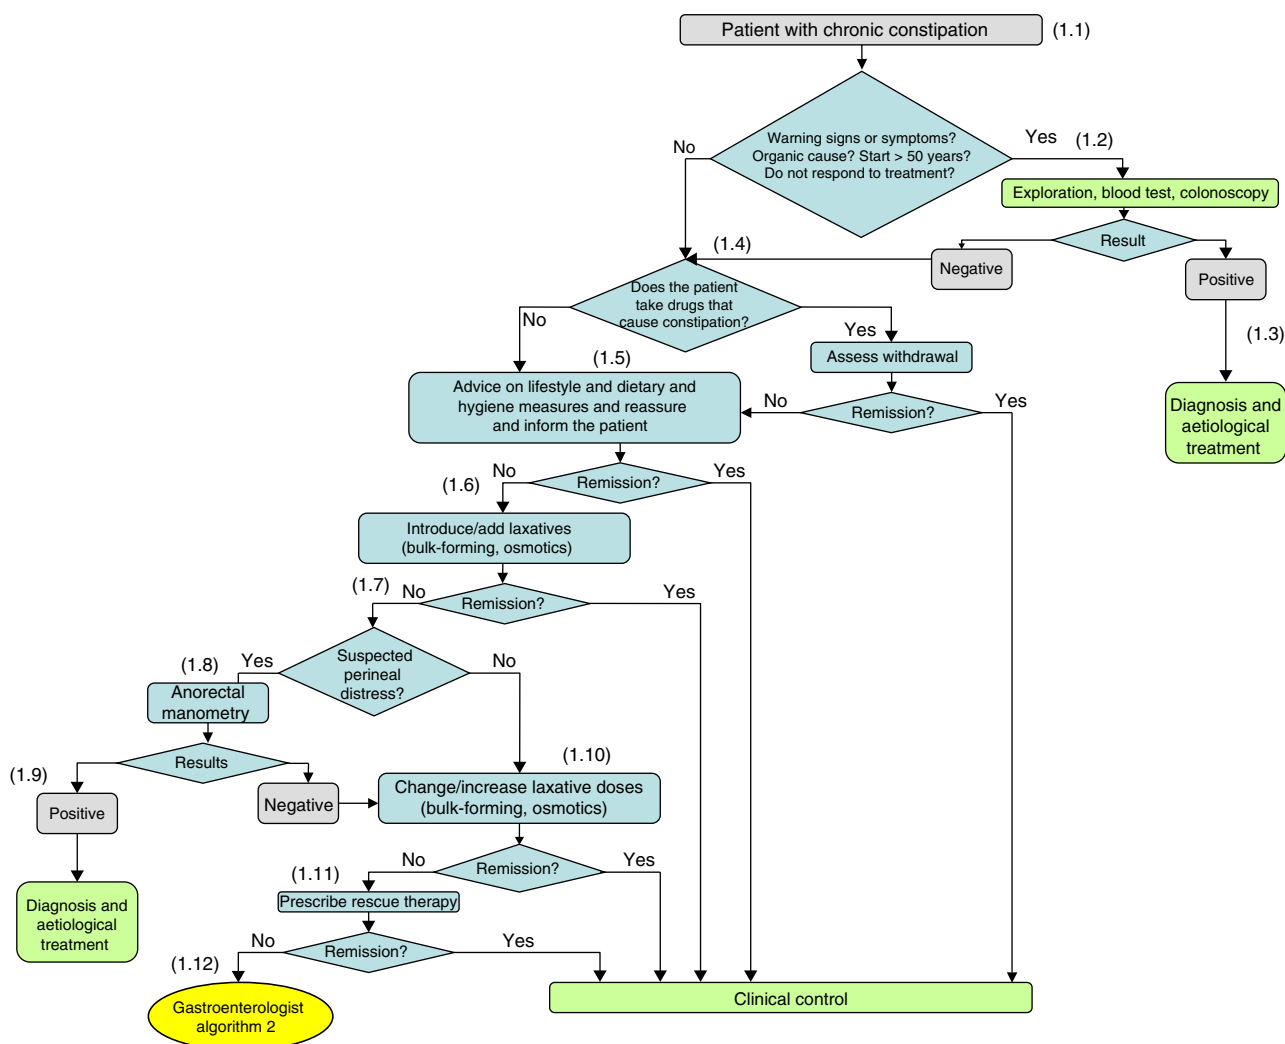 Patient with chronic constipation
(1.1)
Warning signs or symptoms?
Organic cause? Start > 50 years?
Do not respond to treatment?
No
Yes
(1.2)
Exploration, blood test, colonoscopy
Result
(1.4)
Negative
Positive
Does the patient
take drugs that
cause constipation?
No
Yes
(1.3)
(1.5)
Assess withdrawal
Advice on lifestyle and dietary and
hygiene measures and reassure
and inform the patient
No
Remission?
Yes
Diagnosis and
aetiological
treatment
No
Remission?
Yes
(1.6)
Introduce/add laxatives
(bulk-forming, osmotics)
(1.7)
No
Remission?
Yes
(1.8)
Yes
Suspected
perineal
distress?
No
Anorectal
manometry
(1.9)
Results
(1.10)
Positive
Negative
Change/increase laxative doses
(bulk-forming, osmotics)
No
Remission?
Yes
(1.11)
Prescribe rescue therapy
Diagnosis and
aetiological
treatment
No
Remission?
Yes
(1.12)
Gastroenterologist
algorithm 2
Clinical control